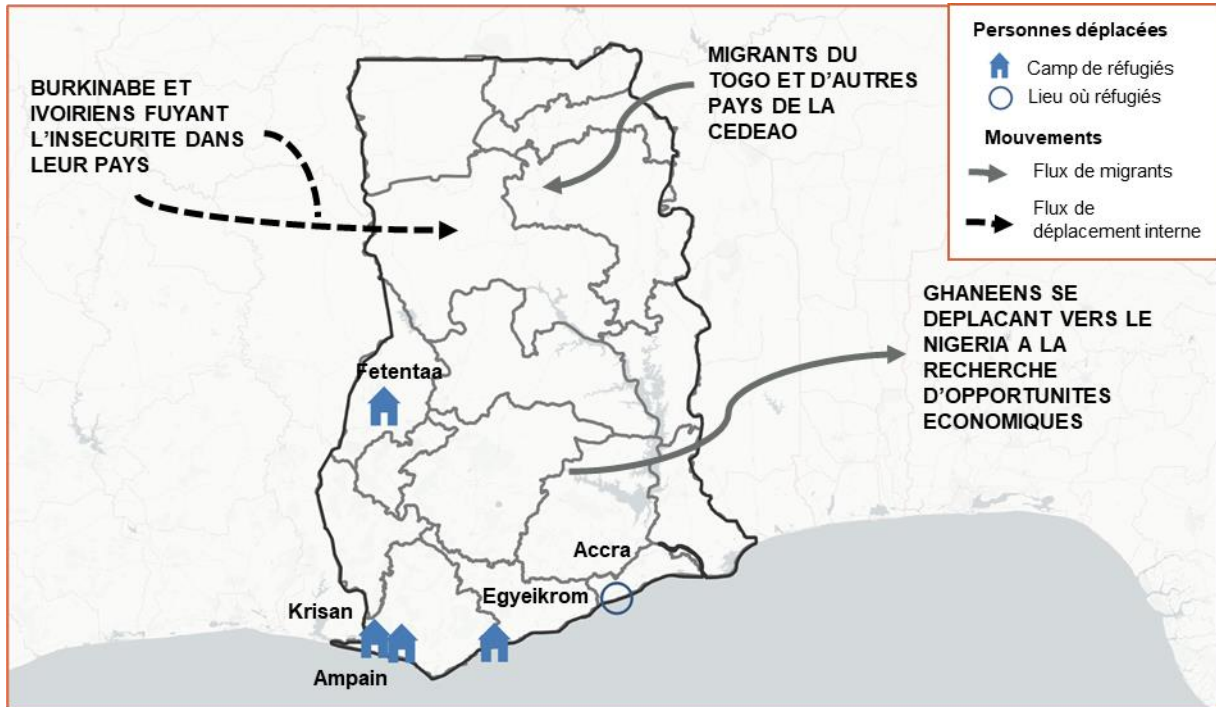 BURKINABE ET
IVOIRIENS FUYANT
L'INSECURITE DANS
LEUR PAYS
MIGRANTS DU
TOGO ET D'AUTRES
PAYS DE LA
CEDEAO
Personnes déplacées
Camp de réfugiés
Lieu où réfugiés
Mouvements
Flux de migrants
Flux de
déplacement interne
GHANEENS SE
DEPLACANT VERS LE
NIGERIA A LA
RECHERCHE
D'OPPORTUNITES
ECONOMIQUES
Fetentaa
Accra
Egyeikrom
Krisan
Ampain